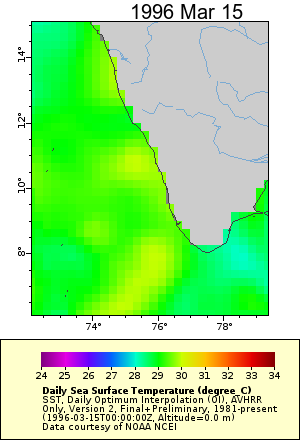 1996 Mar 15
14°
12°
10°
8°
74°
76°
78°
24 25 26 27 28 29 30 31 32 33 34
Daily Sea Surface Temperature (degree_C)
SST, Daily Optimum Interpolation (OI), AVHRR
Only, Version 2, Final+Preliminary, 1981-present
(1996-03-15T00:00:00Z, Altitude=0.0 m)
Data courtesy of NOAA NCEI